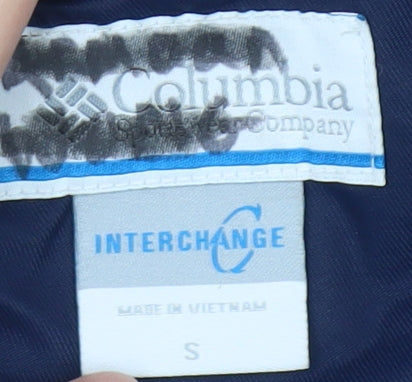 Columbia
Sportswear Company
INTERCHANGE
MADE IN VIETNAM
S